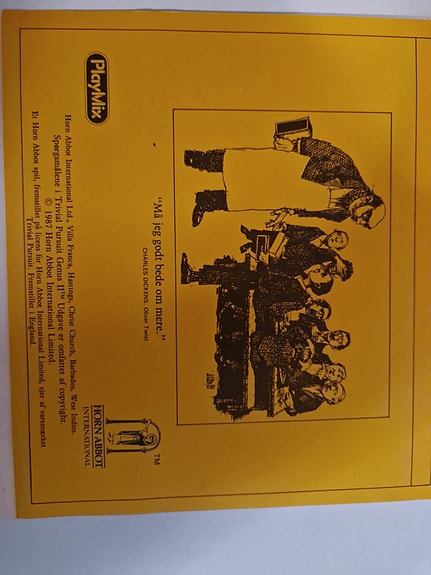 "Må jeg godt bede om mere."
CHARLES DICKENS, Oliver Twist
PlayMix
Horn Abbot International Ltd., Villa Franca, Hastings, Christ Church, Barbados, West Indies.
Spørgsmålene i Trivial Pursuit Genus II™ Udgave er omfattet af copyright.
© 1987 Horn Abbot International Limited.
Et Horn Abbot spil, fremstillet på licens for Horn Abbot International Limited, ejer af varemærket
Trivial Pursuit. Fremstillet i England.
TM
HORN ABBOT
INTERNATIONAL